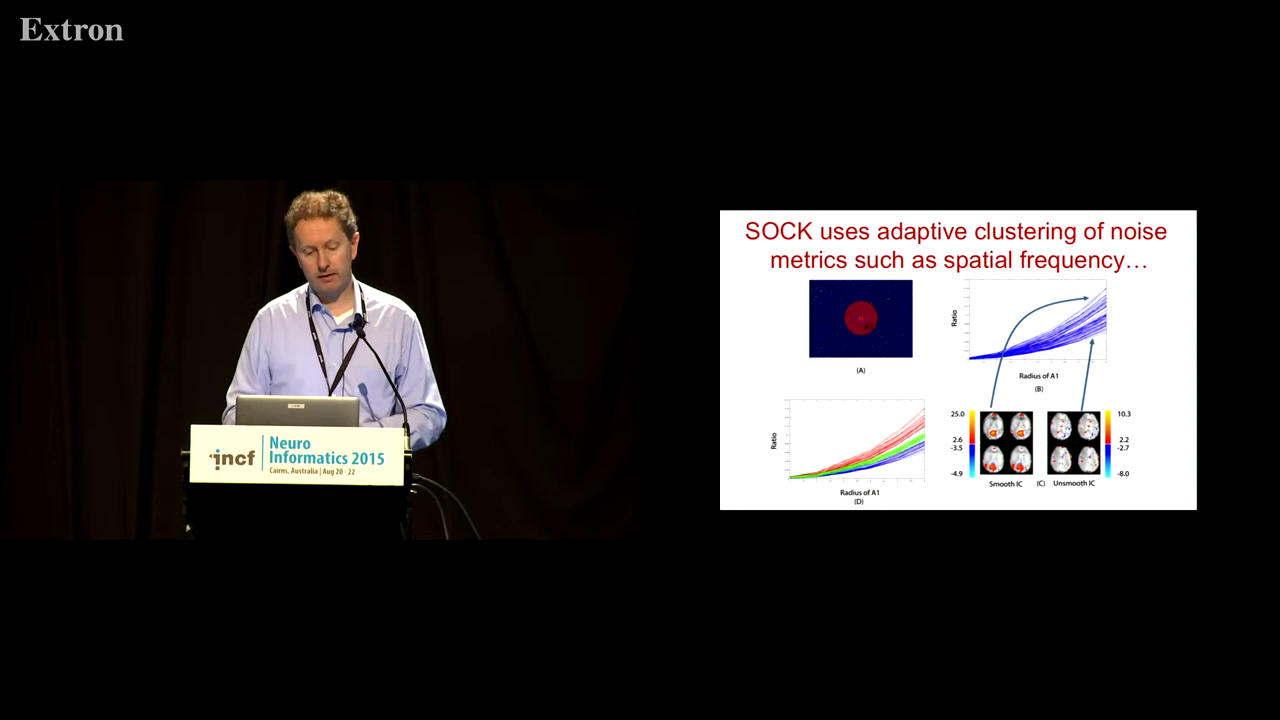 Extron
incf
Neuro
Informatics 2015
Cairns, Australia | Aug 20 - 22
SOCK uses adaptive clustering of noise
metrics such as spatial frequency…
(A)
Ratio
Radius of A1
(B)
Ratio
Radius of A1
(D)
25.0
2.6
-3.5
-4.9
10.3
2.2
-2.7
-8.0
Smooth IC
(C)
Unsmooth IC